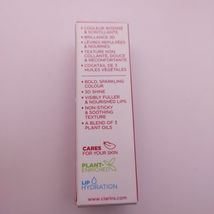 • COULEUR INTENSE
& SCINTILLANTE
• BRILLANCE 3D
• LÈVRES REPULPÉES
& NOURRIES
• TEXTURE NON
COLLANTE, DOUCE
& RÉCONFORTANTE
• COCKTAIL DE 3
HUILES VÉGÉTALES
• BOLD, SPARKLING
COLOUR
• 3D SHINE
• VISIBLY FULLER
& NOURISHED LIPS
• NON-STICKY
& SOOTHING
TEXTURE
• A BLEND OF 3
PLANT OILS
CARES
FOR YOUR SKIN
PLANT-
ENRICHED
LIP
HYDRATION
www.clarins.com